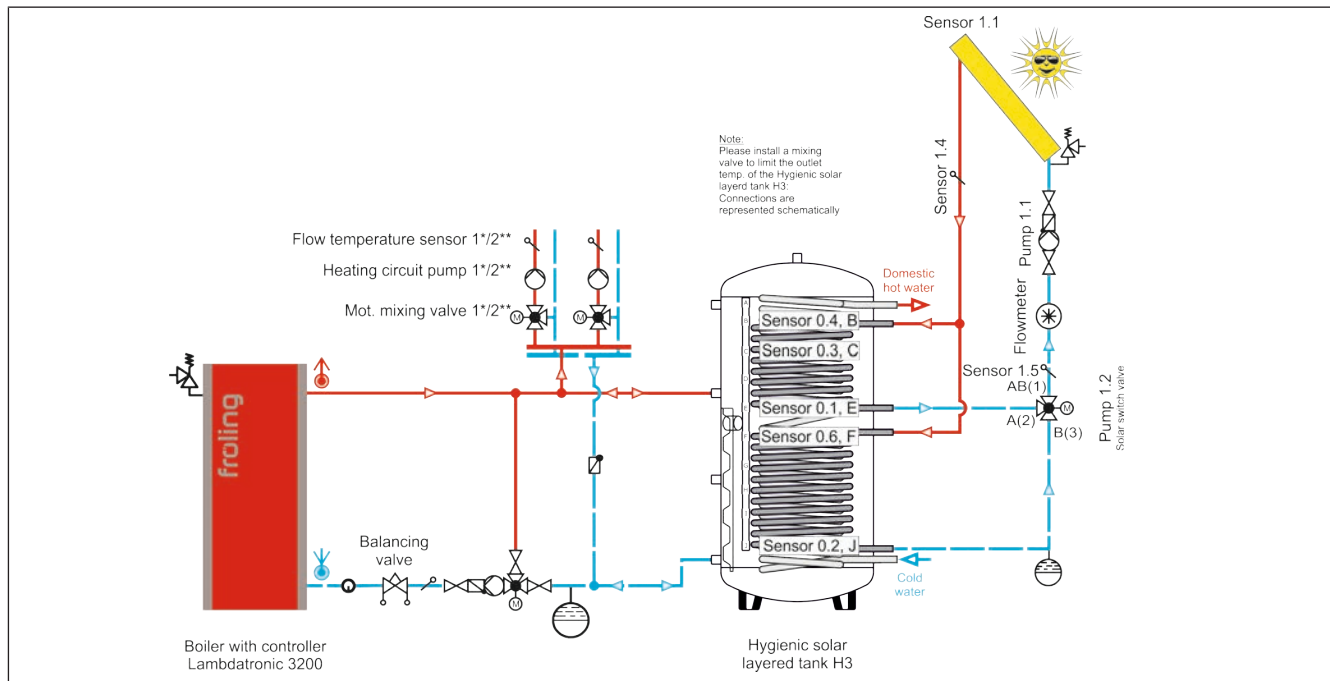 Sensor 1.1
Note:
Please install a mixing
valve to limit the outlet
temp. of the Hygienic solar
layerd tank H3:
Connections are
represented schematically
Sensor 1.4
Pump 1.1
Flow temperature sensor 1*/2**
Heating circuit pump 1*/2**
Mot. mixing valve 1*/2**
M
M
Domestic
hot water
Flowmeter
A
B
C
E
F
G
H
I
J
Sensor 0.4, B
Sensor 0.3, C
Sensor 0.1, E
Sensor 0.6, F
Sensor 0.2, J
Sensor 1.5
AB(1)
A(2)
B(3)
M
Pump 1.2
Solar switch valve
froling
Balancing
valve
M
Cold
water
Boiler with controller
Lambdatronic 3200
Hygienic solar
layered tank H3